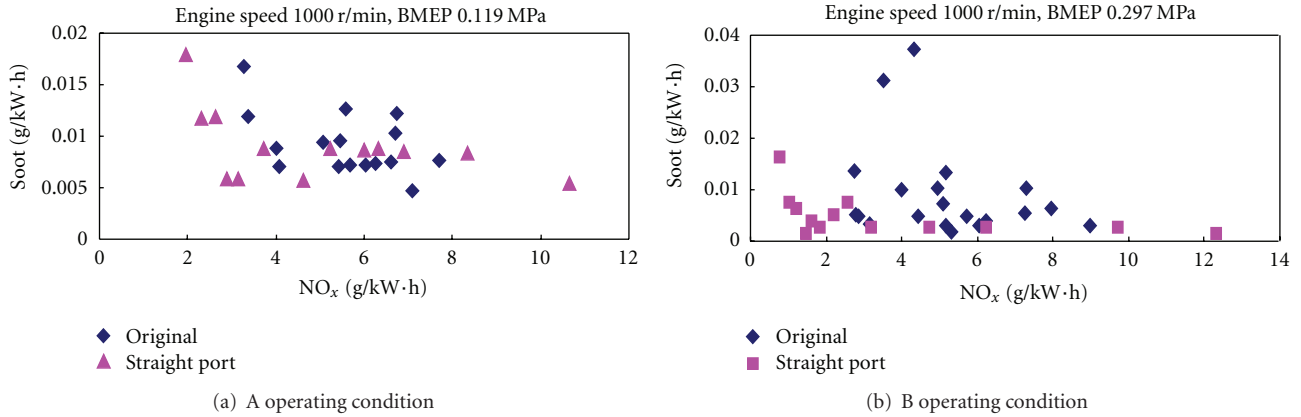 Engine speed 1000 r/min, BMEP 0.119 MPa
0.02
0.015
0.01
0.005
0
Soot (g/kW·h)
0 2 4 6 8 10 12
NOx (g/kW·h)
Original
Straight port
(a) A operating condition
Engine speed 1000 r/min, BMEP 0.297 MPa
0.04
0.03
0.02
0.01
0
Soot (g/kW·h)
0 2 4 6 8 10 12 14
NOx (g/kW·h)
Original
Straight port
(b) B operating condition